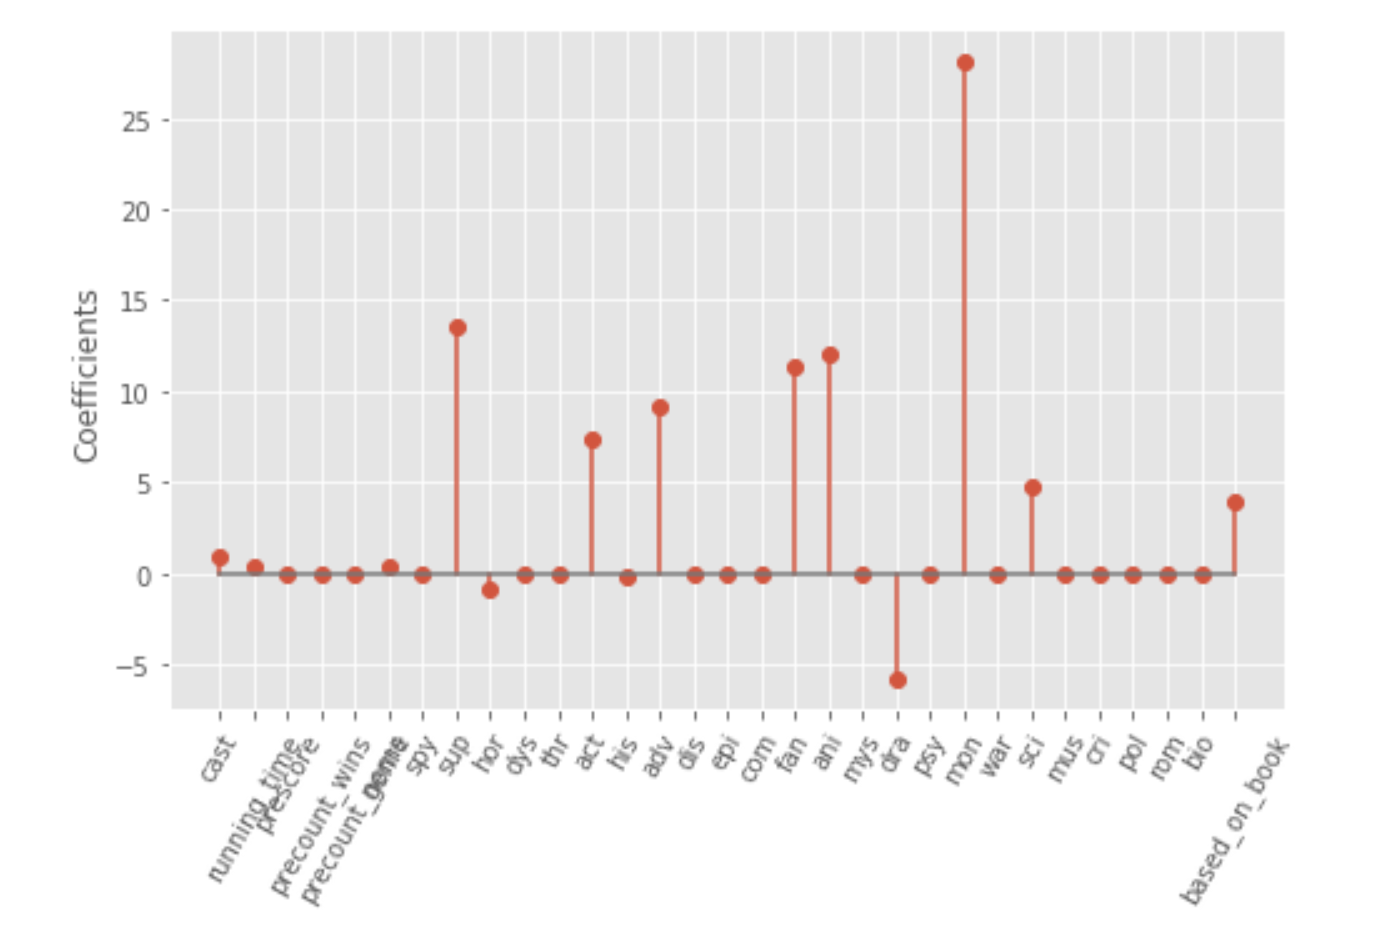 Coefficients
25
20
15
10
5
0
−5
cast
running_time
prescore
precount_wins
spy
sup
hor
dys
thr
act
his
adv
dis
epi
com
fan
ani
mys
dra
psy
mon
war
sci
mus
cri
pol
rom
bio
based_on_book